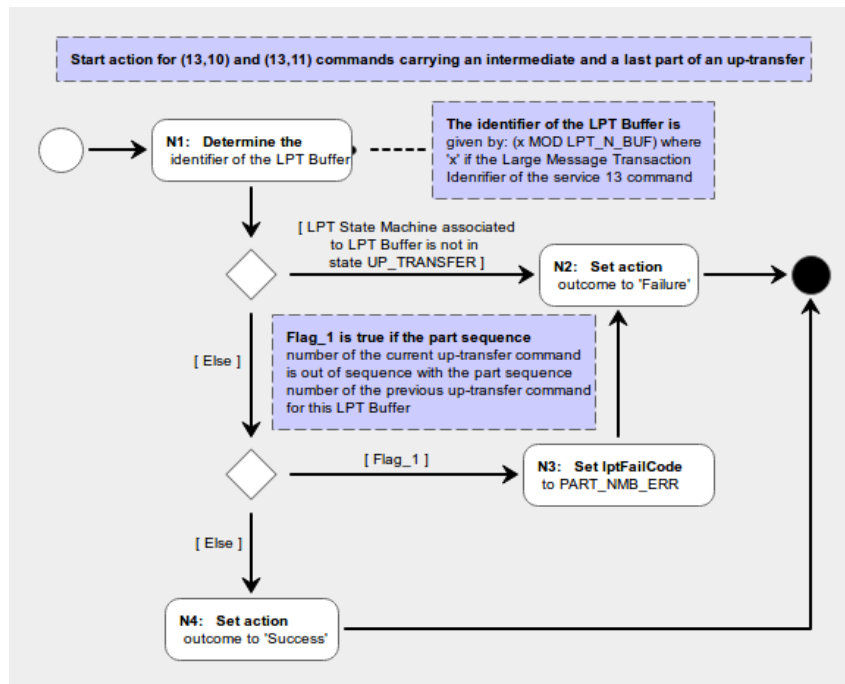 Start action for (13,10) and (13,11) commands carrying an intermediate and a last part of an up-transfer
N1: Determine the
identifier of the LPT Buffer
The identifier of the LPT Buffer is
given by: (x MOD LPT_N_BUF) where
'x' if the Large Message Transaction
Idenrifier of the service 13 command
[ LPT State Machine associated
to LPT Buffer is not in
state UP_TRANSFER ]
N2: Set action
outcome to 'Failure'
[ Else ]
Flag_1 is true if the part sequence
number of the current up-transfer command
is out of sequence with the part sequence
number of the previous up-transfer command
for this LPT Buffer
[ Flag_1 ]
N3: Set lptFailCode
to PART_NMB_ERR
[ Else ]
N4: Set action
outcome to 'Success'